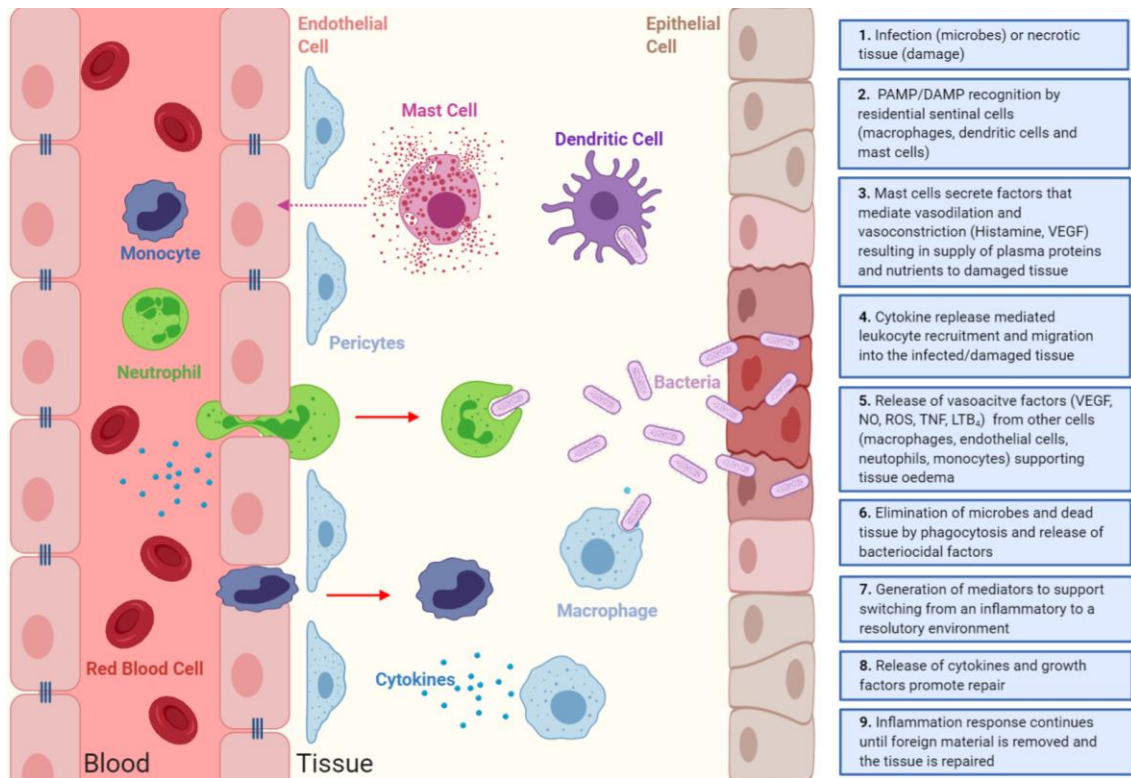 Endothelial
Cell
Epithelial
Cell
Mast Cell
Dendritic Cell
Monocyte
Pericytes
Neutrophil
Bacteria
Macrophage
Red Blood Cell
Cytokines
Blood
Tissue
1. Infection (microbes) or necrotic
tissue (damage)
2. PAMP/DAMP recognition by
residential sentinal cells
(macrophages, dendritic cells and
mast cells)
3. Mast cells secrete factors that
mediate vasodilation and
vasoconstriction (Histamine, VEGF)
resulting in supply of plasma proteins
and nutrients to damaged tissue
4. Cytokine replease mediated
leukocyte recruitment and migration
into the infected/damaged tissue
5. Release of vasoacitve factors (VEGF,
NO, ROS, TNF, LTB₄) from other cells
(macrophages, endothelial cells,
neutophils, monocytes) supporting
tissue oedema
6. Elimination of microbes and dead
tissue by phagocytosis and release of
bacteriocidal factors
7. Generation of mediators to support
switching from an inflammatory to a
resolutory environment
8. Release of cytokines and growth
factors promote repair
9. Inflammation response continues
until foreign material is removed and
the tissue is repaired